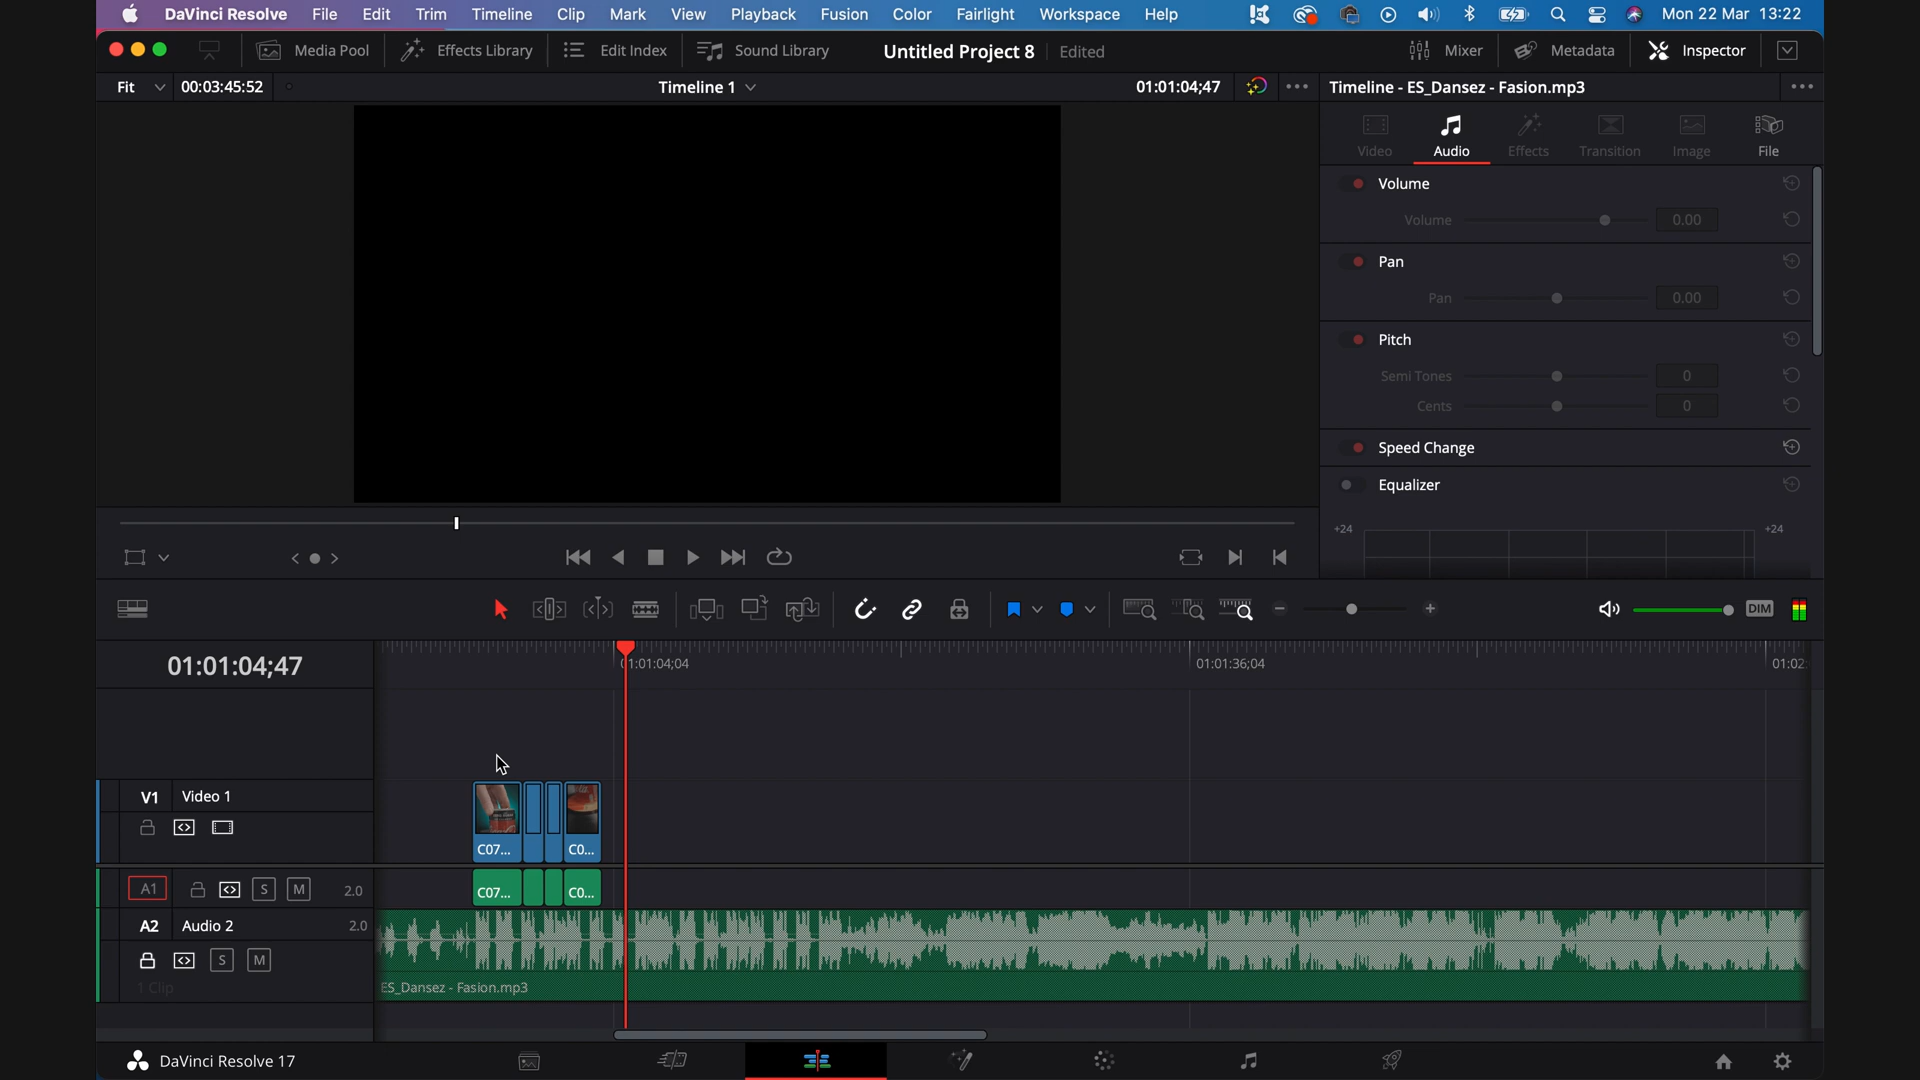 DaVinci Resolve File Edit Trim Timeline Clip Mark View Playback Fusion Color Fairlight Workspace Help Mon 22 Mar 13:22
Media Pool Effects Library Edit Index Sound Library Untitled Project 8 Edited Mixer Metadata Inspector
Fit 00:03:45:52 Timeline 1 01:01:04;47 Timeline - ES_Dansez - Fasion.mp3
Video Audio Effects Transition Image File
Volume
Volume 0.00
Pan
Pan 0.00
Pitch
Semi Tones 0
Cents 0
Speed Change
Equalizer
+24 +24
DIM
01:01:04;47 01:01:04;04 01:01:36;04 01:02:
V1 Video 1
C07... C0...
A1 S M 2.0 C07... C0...
A2 Audio 2 2.0
S M
1 Clip ES_Dansez - Fasion.mp3
DaVinci Resolve 17